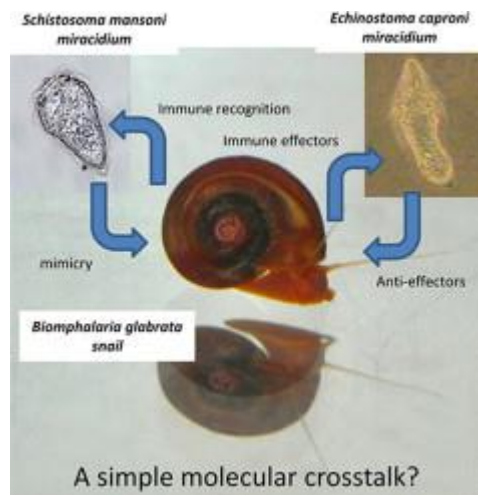 Schistosoma mansoni
miracidium
Echinostoma caproni
miracidium
Immune recognition
Immune effectors
mimicry
Anti-effectors
Biomphalaria glabrata
snail
A simple molecular crosstalk?